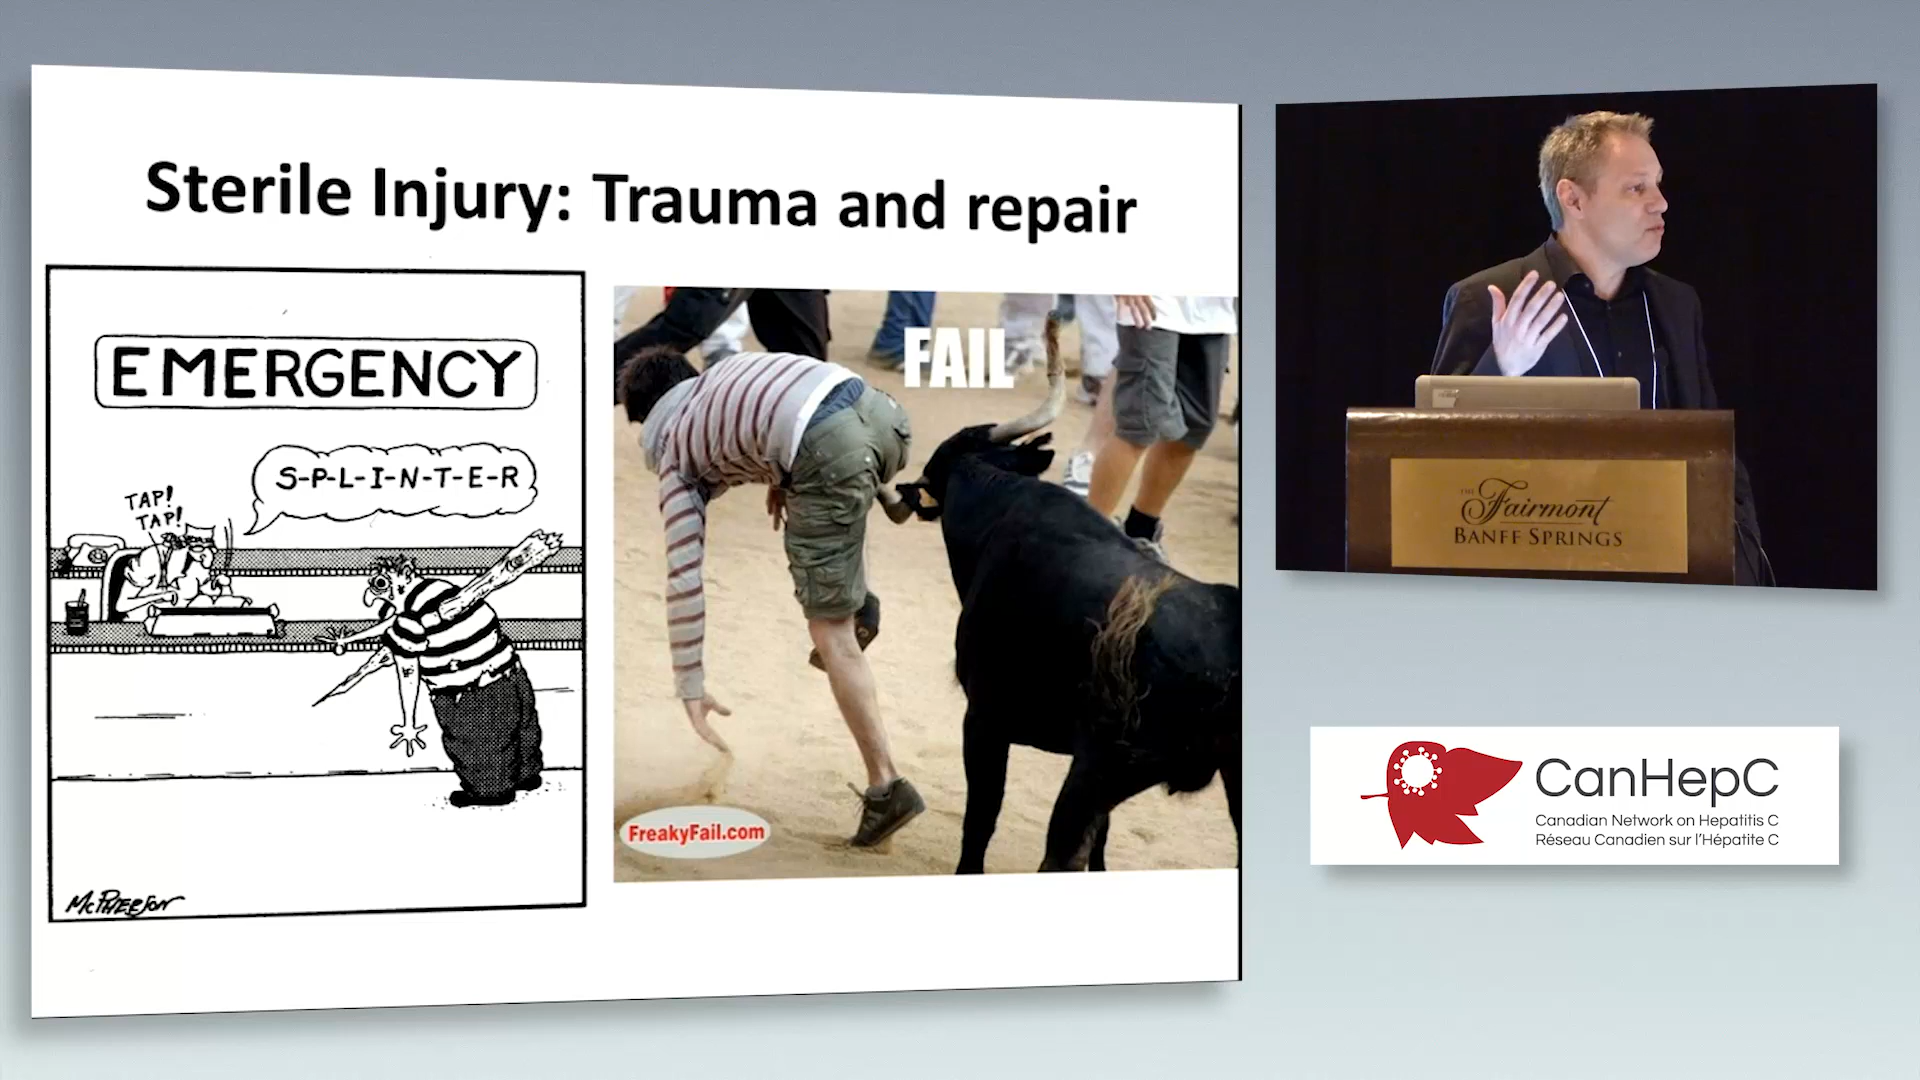 Sterile Injury: Trauma and repair
EMERGENCY
S-P-L-I-N-T-E-R
TAP!
TAP!
McPHERSON
FAIL
FreakyFail.com
THE
Fairmont
BANFF SPRINGS
CanHepC
Canadian Network on Hepatitis C
Réseau Canadien sur l'Hépatite C